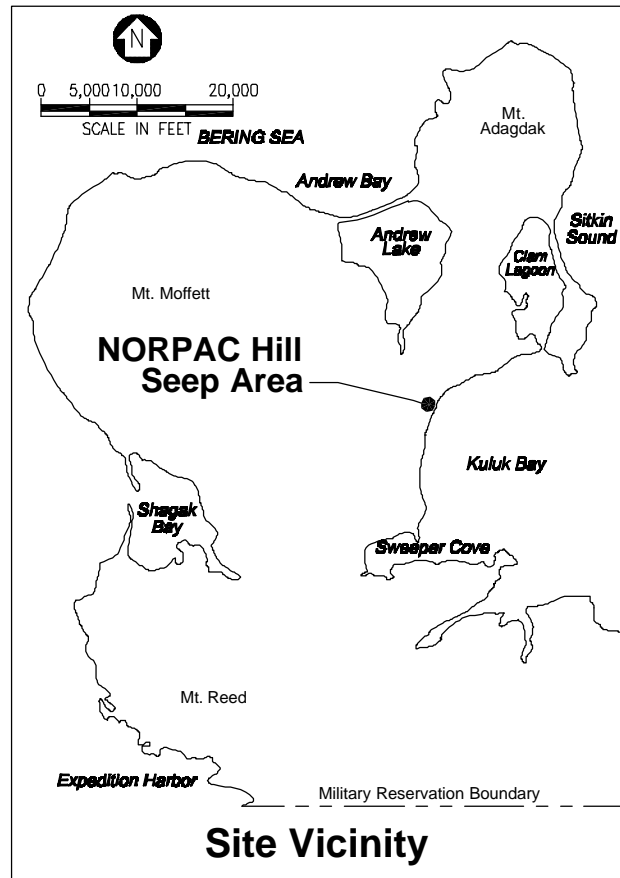 N
0 5,000 10,000 20,000
SCALE IN FEET
BERING SEA
Mt.
Adagdak
Andrew Bay
Andrew
Lake
Sitkin
Sound
Clam
Lagoon
Mt. Moffett
NORPAC Hill
Seep Area
Kuluk Bay
Shagak
Bay
Sweeper Cove
Mt. Reed
Expedition Harbor
Military Reservation Boundary
Site Vicinity